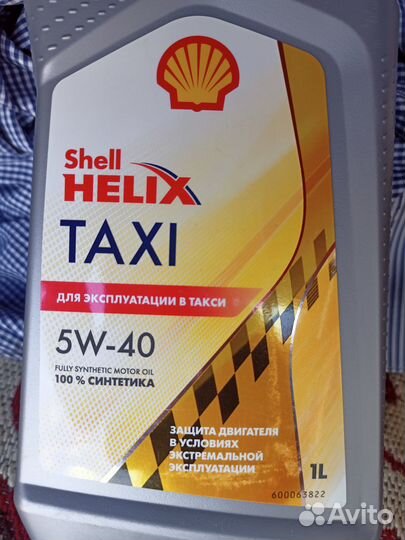 Shell
HELIX
TAXI
ДЛЯ ЭКСПЛУАТАЦИИ В ТАКСИ
5W-40
FULLY SYNTHETIC MOTOR OIL
100 % СИНТЕТИКА
ЗАЩИТА ДВИГАТЕЛЯ
В УСЛОВИЯХ
ЭКСТРЕМАЛЬНОЙ
ЭКСПЛУАТАЦИИ
1L
600063822
Avito